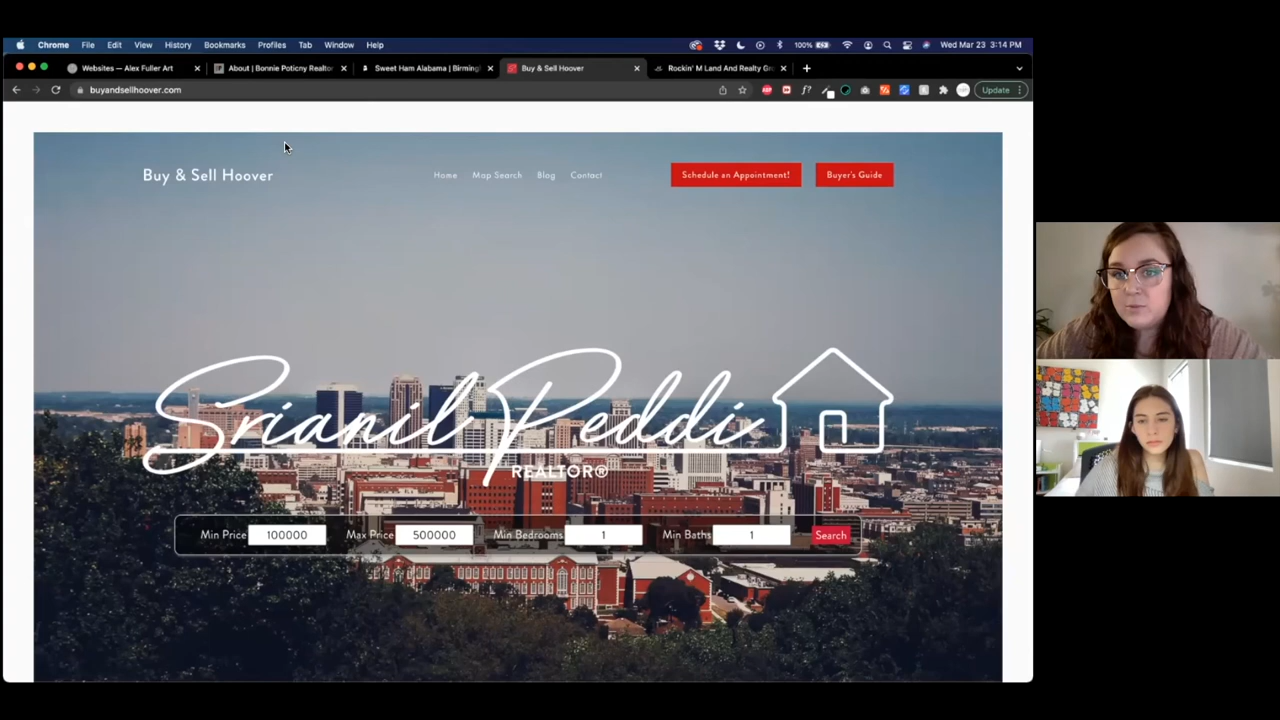 Chrome File Edit View History Bookmarks Profiles Tab Window Help 100% Wed Mar 23 3:14 PM
Websites — Alex Fuller Art About | Bonnie Poticny Realtor Sweet Ham Alabama | Birming Buy & Sell Hoover Rockin' M Land And Realty Gr
buyandsellhoover.com f? Update
Buy & Sell Hoover Home Map Search Blog Contact Schedule an Appointment! Buyer's Guide
Srianil Peddi
REALTOR®
Min Price 100000 Max Price 500000 Min Bedrooms 1 Min Baths 1 Search